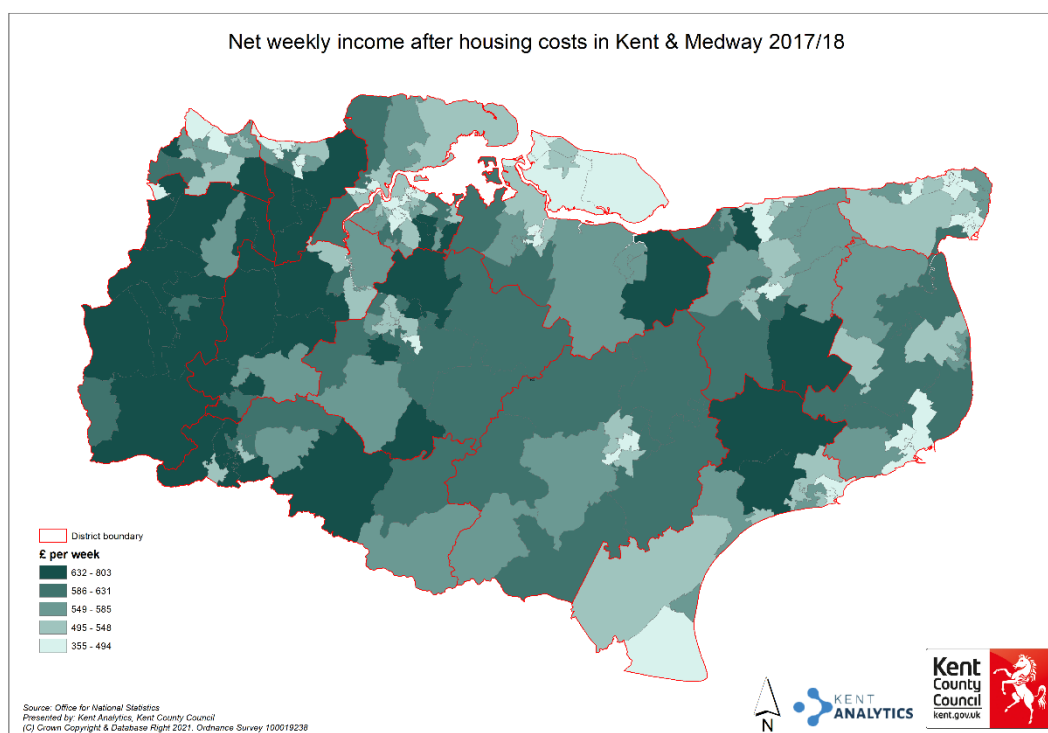 Net weekly income after housing costs in Kent & Medway 2017/18
District boundary
£ per week
632 - 803
586 - 631
549 - 585
495 - 548
355 - 494
Source: Office for National Statistics
Presented by: Kent Analytics, Kent County Council
(C) Crown Copyright & Database Right 2021. Ordnance Survey 100019238
N
KENT
ANALYTICS
Kent
County
Council
kent.gov.uk